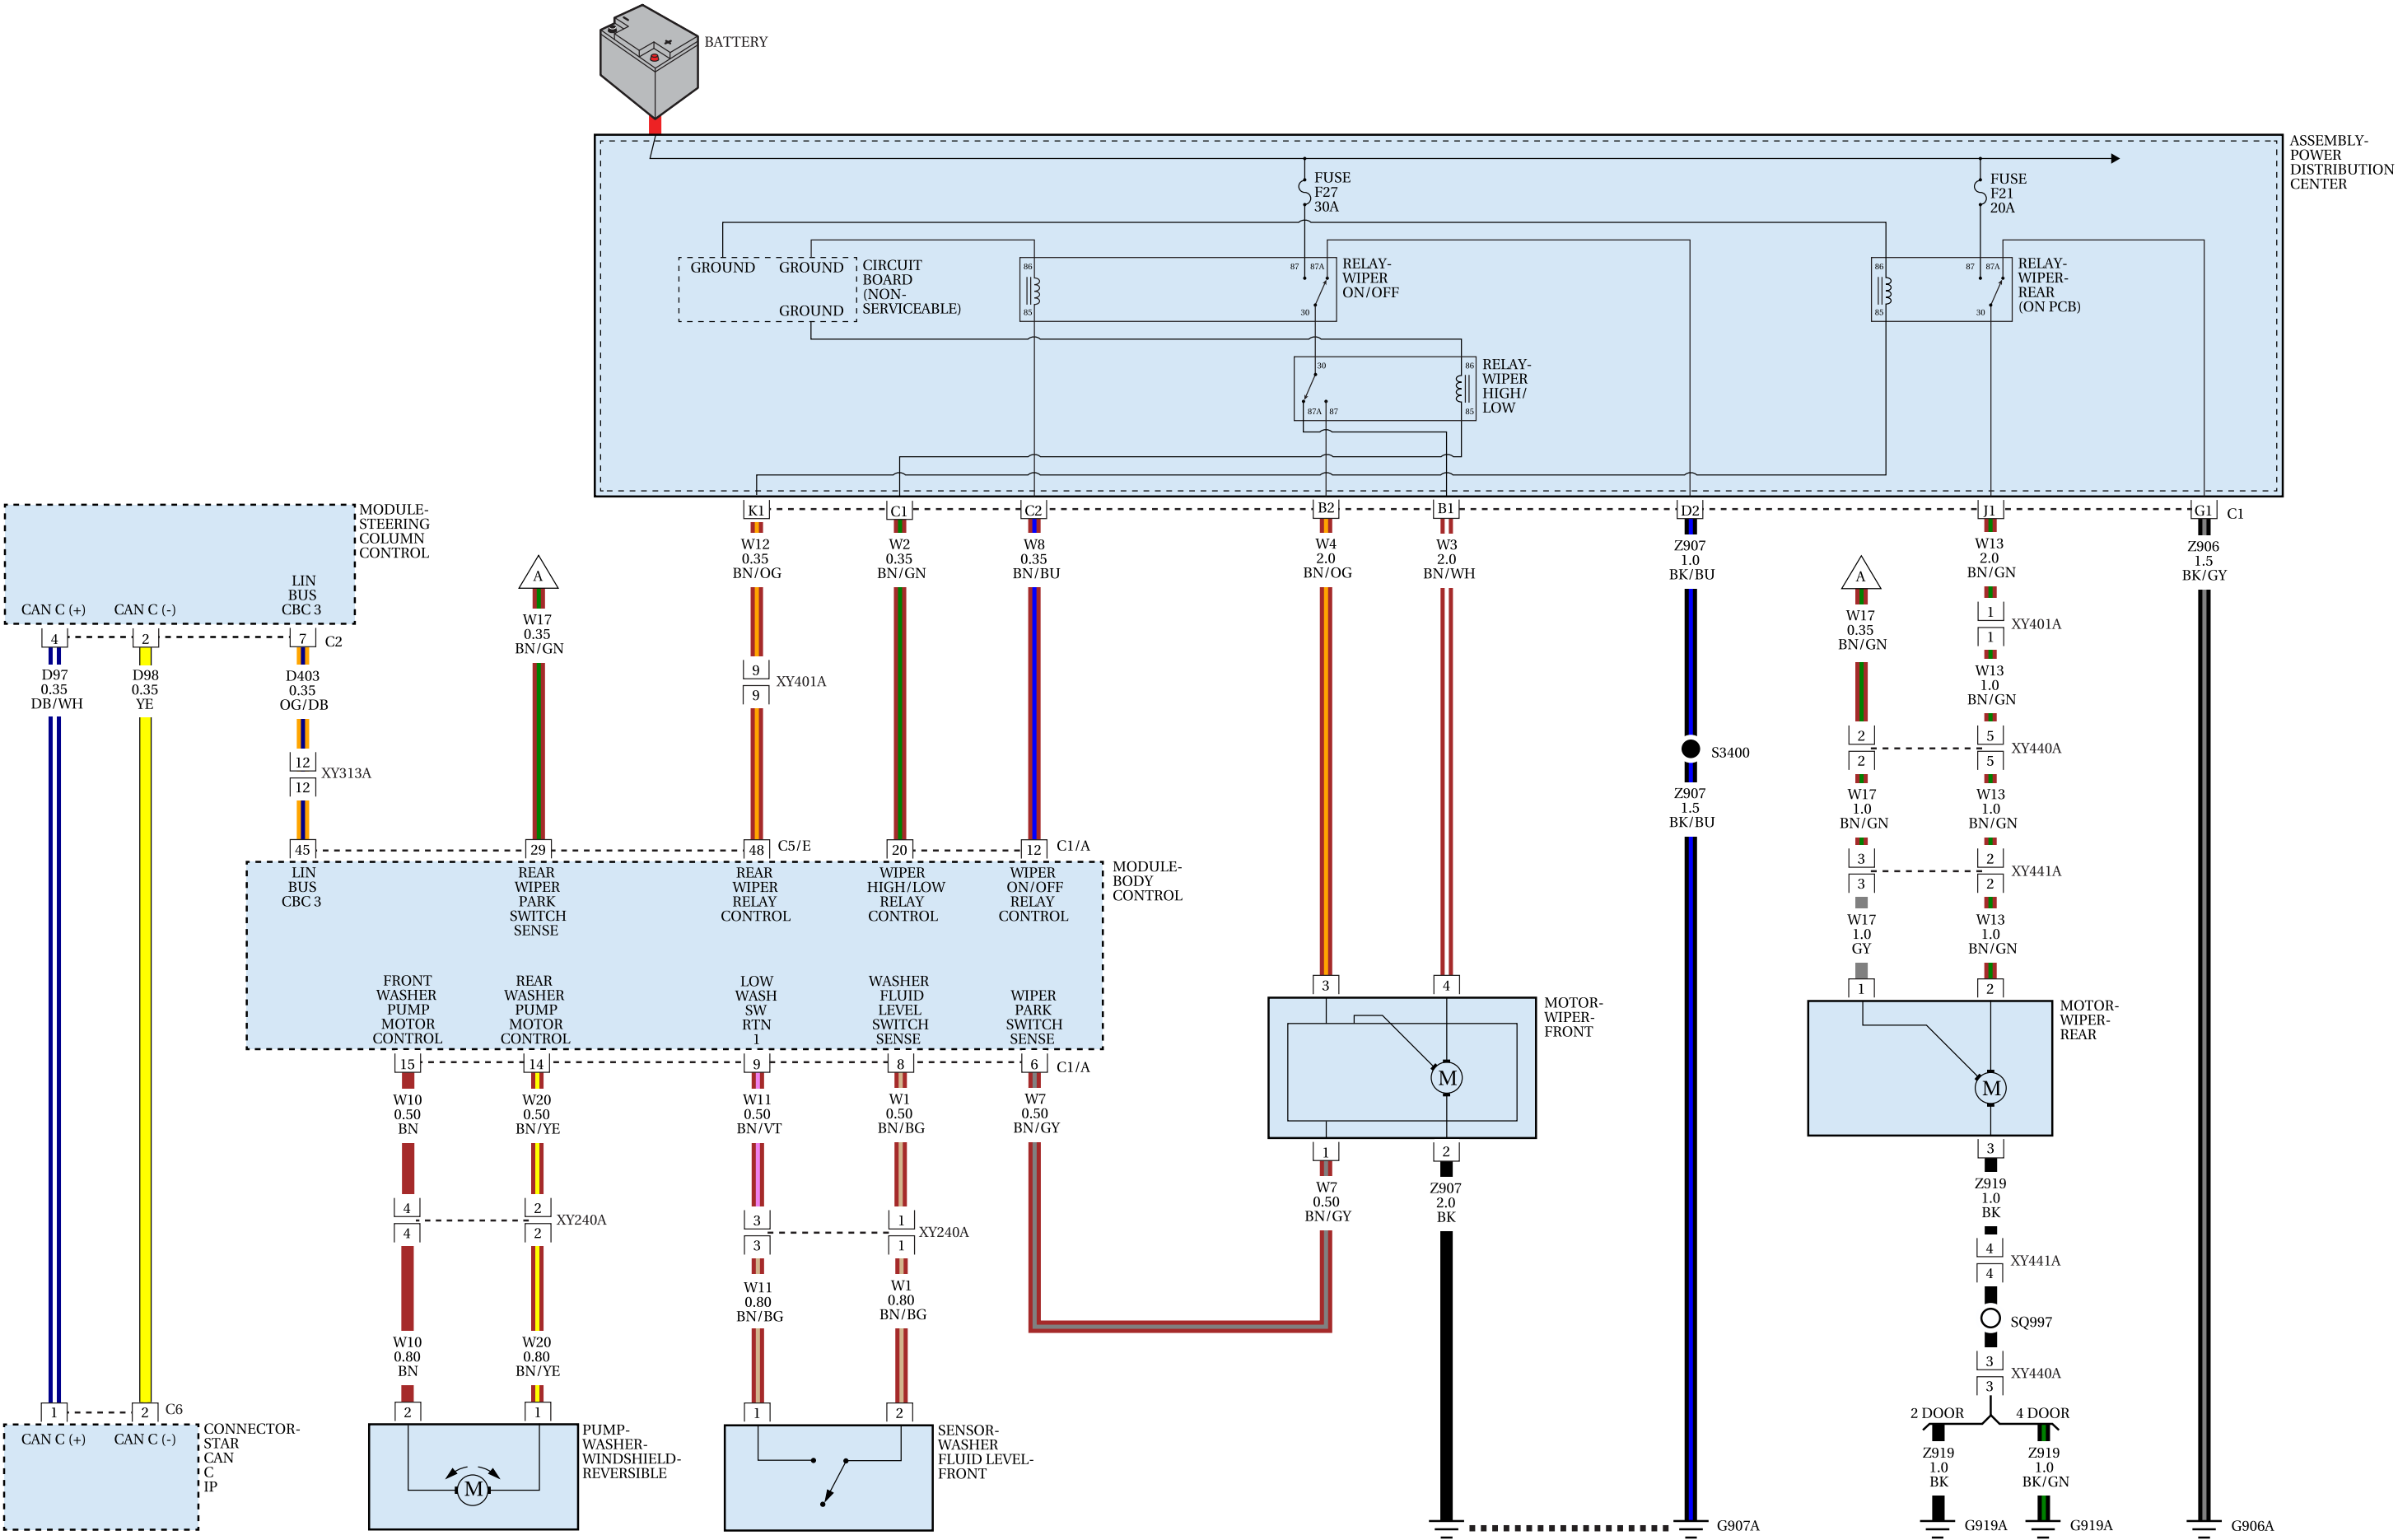 BATTERY
ASSEMBLY-
POWER
DISTRIBUTION
CENTER
FUSE
F27
30A
FUSE
F21
20A
GROUND
GROUND
GROUND
CIRCUIT
BOARD
(NON-
SERVICEABLE)
86
85
87
87A
30
RELAY-
WIPER
ON/OFF
86
85
87
87A
30
RELAY-
WIPER-
REAR
(ON PCB)
30
86
87A
87
85
RELAY-
WIPER
HIGH/
LOW
K1
C1
C2
B2
B1
D2
J1
G1
C1
MODULE-
STEERING
COLUMN
CONTROL
CAN C (+)
CAN C (-)
LIN
BUS
CBC 3
4
2
7
C2
D97
0.35
DB/WH
D98
0.35
YE
D403
0.35
OG/DB
12
12
XY313A
A
W17
0.35
BN/GN
W12
0.35
BN/OG
9
9
XY401A
W2
0.35
BN/GN
W8
0.35
BN/BU
W4
2.0
BN/OG
W3
2.0
BN/WH
Z907
1.0
BK/BU
S3400
Z907
1.5
BK/BU
A
W17
0.35
BN/GN
W13
2.0
BN/GN
1
1
XY401A
W13
1.0
BN/GN
Z906
1.5
BK/GY
2
2
5
5
XY440A
W17
1.0
BN/GN
W13
1.0
BN/GN
3
3
2
2
XY441A
W17
1.0
GY
W13
1.0
BN/GN
1
2
45
29
48
C5/E
20
12
C1/A
MODULE-
BODY
CONTROL
LIN
BUS
CBC 3
REAR
WIPER
PARK
SWITCH
SENSE
REAR
WIPER
RELAY
CONTROL
WIPER
HIGH/LOW
RELAY
CONTROL
WIPER
ON/OFF
RELAY
CONTROL
FRONT
WASHER
PUMP
MOTOR
CONTROL
REAR
WASHER
PUMP
MOTOR
CONTROL
LOW
WASH
SW
RTN
1
WASHER
FLUID
LEVEL
SWITCH
SENSE
WIPER
PARK
SWITCH
SENSE
15
14
9
8
6
C1/A
W10
0.50
BN
W20
0.50
BN/YE
W11
0.50
BN/VT
W1
0.50
BN/BG
W7
0.50
BN/GY
4
4
2
2
XY240A
3
3
1
1
XY240A
W10
0.80
BN
W20
0.80
BN/YE
W11
0.80
BN/BG
W1
0.80
BN/BG
3
4
MOTOR-
WIPER-
FRONT
M
1
2
W7
0.50
BN/GY
Z907
2.0
BK
MOTOR-
WIPER-
REAR
M
3
Z919
1.0
BK
4
4
XY441A
SQ997
3
3
XY440A
2 DOOR
4 DOOR
Z919
1.0
BK
Z919
1.0
BK/GN
1
2
C6
CAN C (+)
CAN C (-)
CONNECTOR-
STAR
CAN
C
IP
2
1
M
PUMP-
WASHER-
WINDSHIELD-
REVERSIBLE
1
2
SENSOR-
WASHER
FLUID LEVEL-
FRONT
G907A
G919A
G919A
G906A